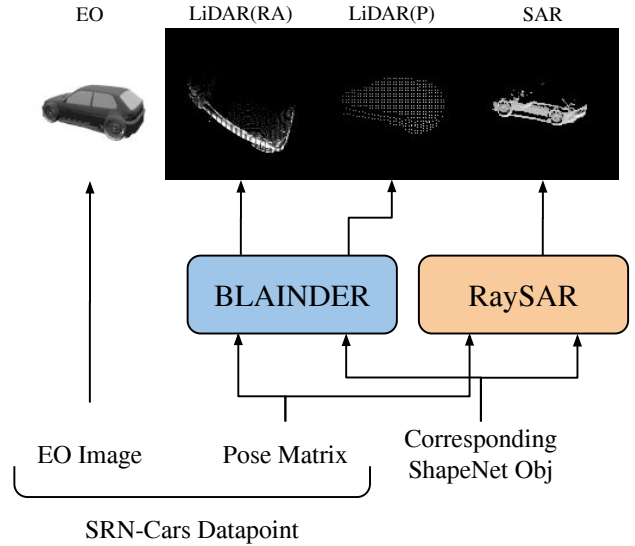 EO
LiDAR(RA)
LiDAR(P)
SAR
BLAINDER
RaySAR
EO Image
Pose Matrix
Corresponding
ShapeNet Obj
SRN-Cars Datapoint